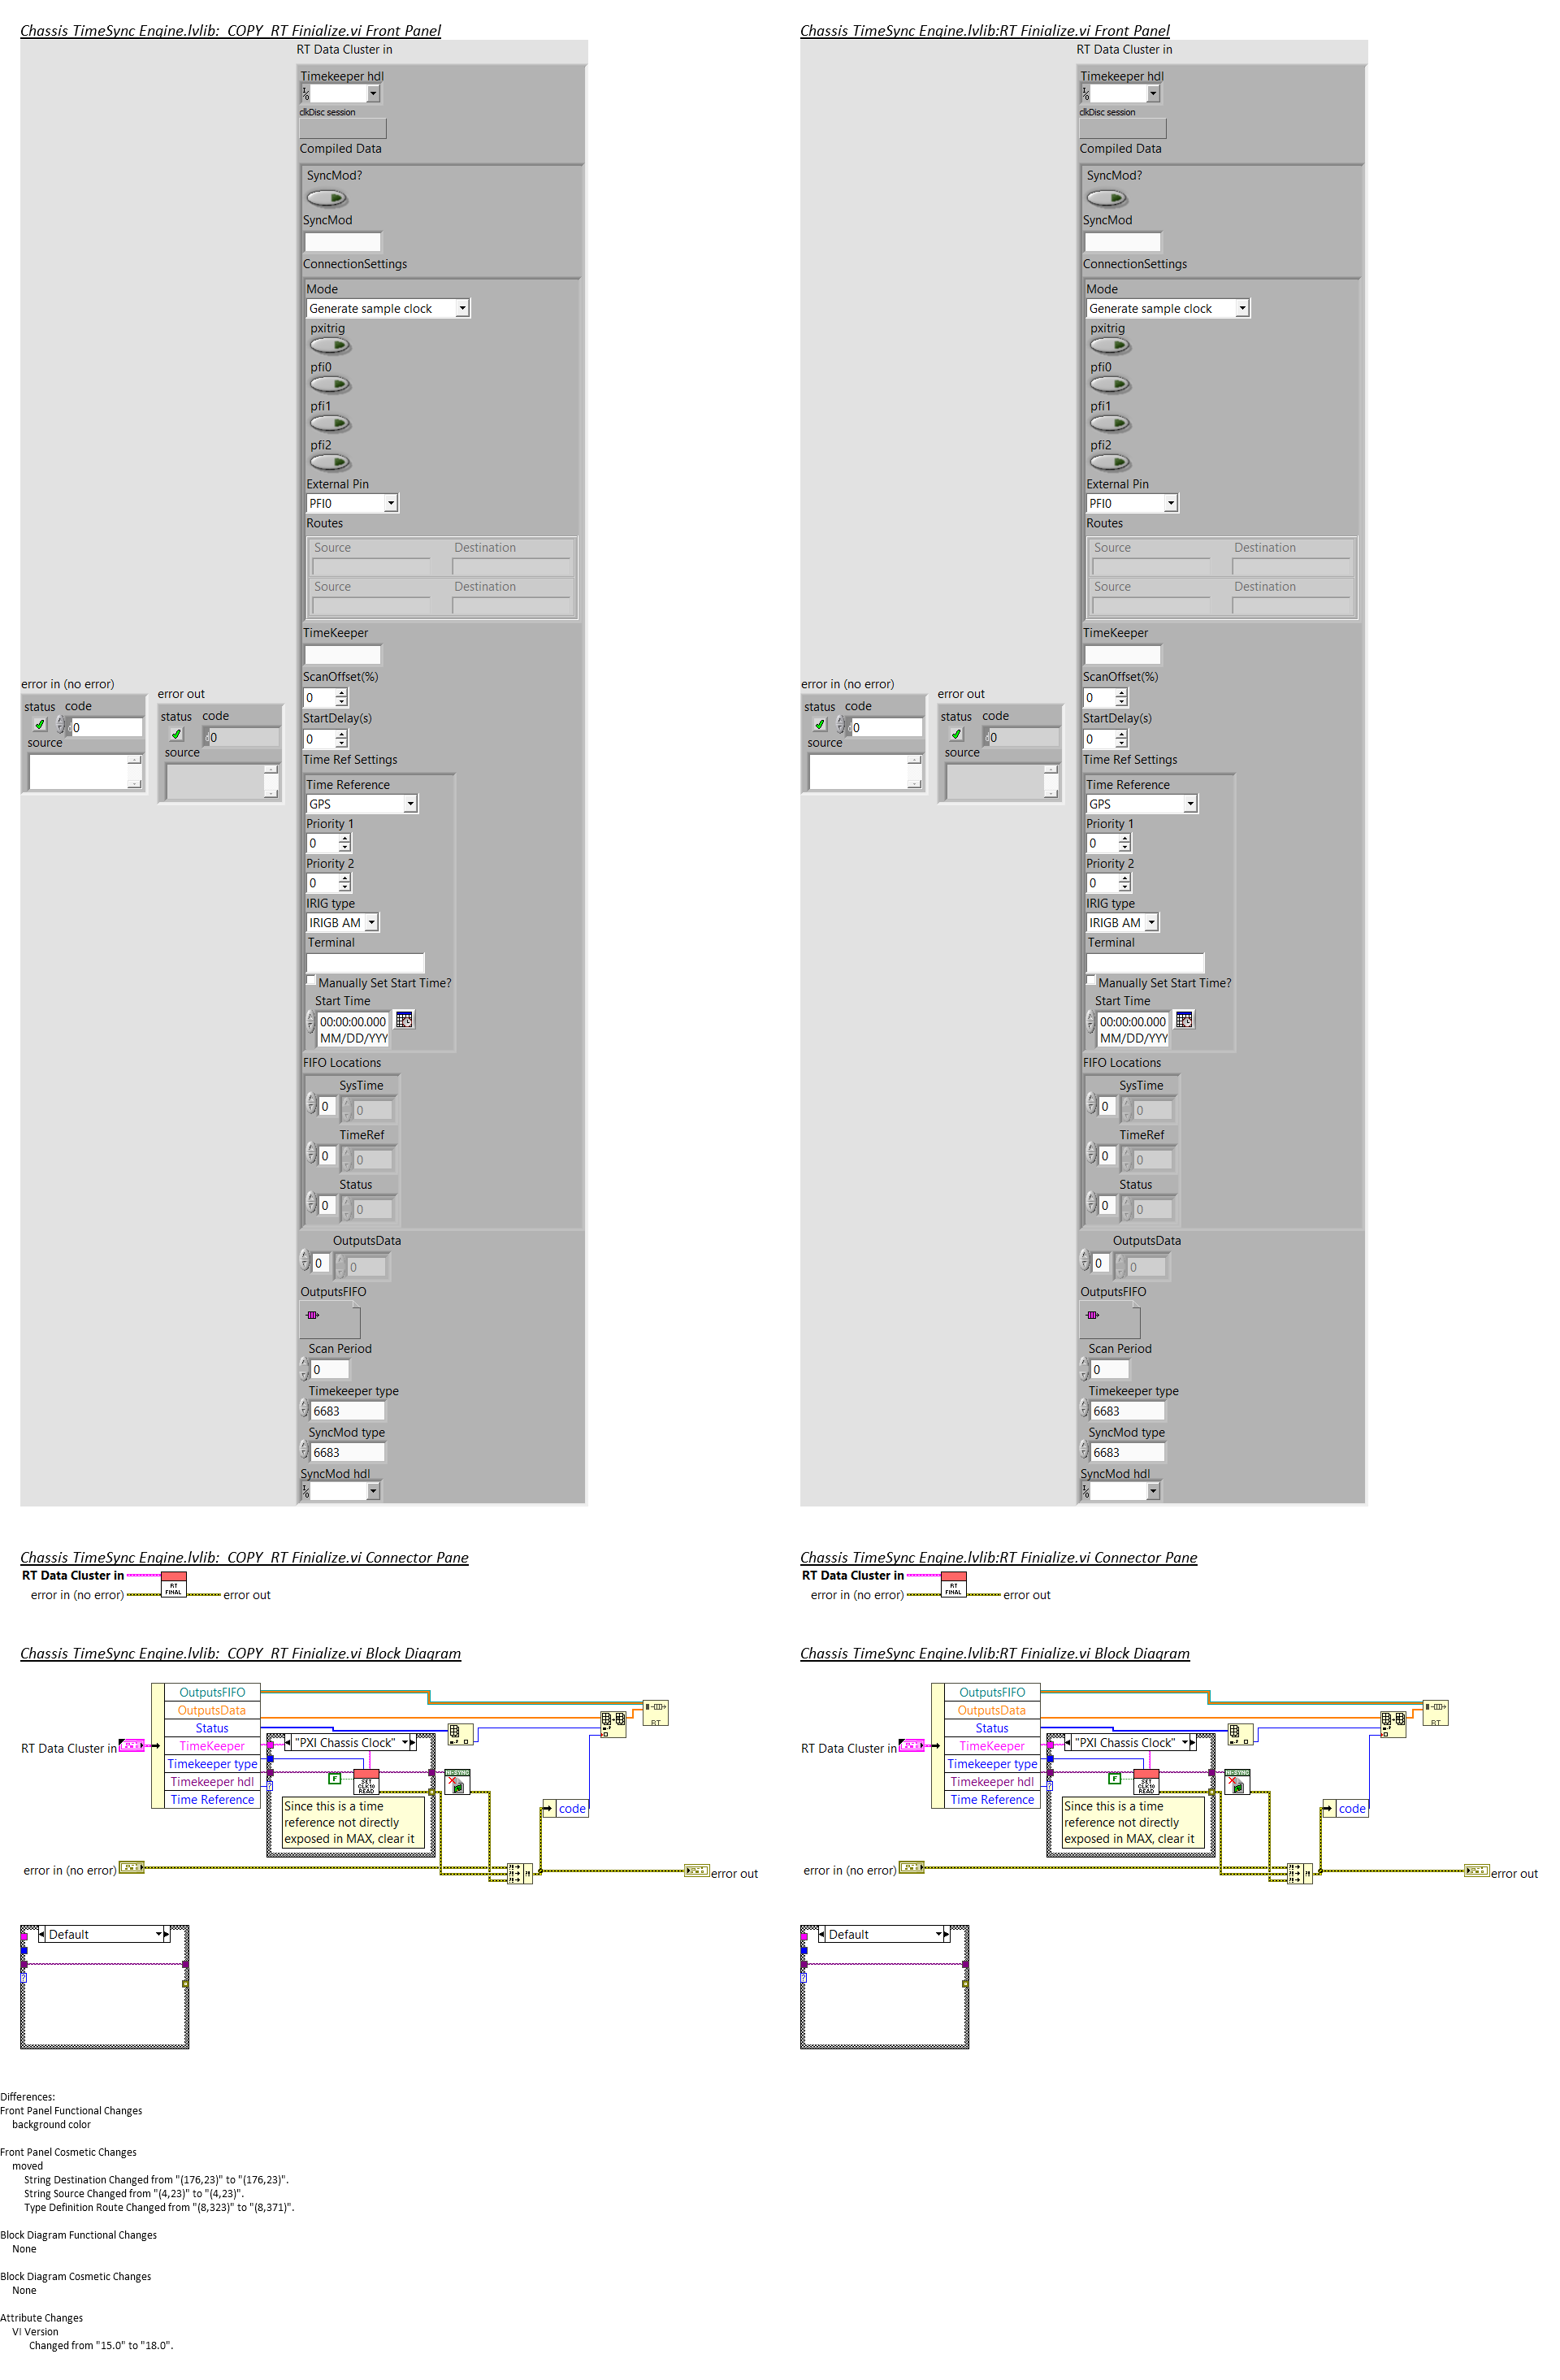 Chassis TimeSync Engine.lvlib:_COPY_RT Finialize.vi Front Panel
RT Data Cluster in
Timekeeper hdl
clkDisc session
Compiled Data
SyncMod?
SyncMod
ConnectionSettings
Mode
Generate sample clock
pxitrig
pfi0
pfi1
pfi2
External Pin
PFI0
Routes
Source Destination
Source Destination
TimeKeeper
ScanOffset(%)
0
StartDelay(s)
0
Time Ref Settings
Time Reference
GPS
Priority 1
0
Priority 2
0
IRIG type
IRIGB AM
Terminal
Manually Set Start Time?
Start Time
00:00:00.000
MM/DD/YYY
FIFO Locations
SysTime
0 0
TimeRef
0 0
Status
0 0
OutputsData
0 0
OutputsFIFO
Scan Period
0
Timekeeper type
6683
SyncMod type
6683
SyncMod hdl
error in (no error)
status code
d0
source
error out
status code
d0
source
Chassis TimeSync Engine.lvlib:RT Finialize.vi Front Panel
RT Data Cluster in
Timekeeper hdl
clkDisc session
Compiled Data
SyncMod?
SyncMod
ConnectionSettings
Mode
Generate sample clock
pxitrig
pfi0
pfi1
pfi2
External Pin
PFI0
Routes
Source Destination
Source Destination
TimeKeeper
ScanOffset(%)
0
StartDelay(s)
0
Time Ref Settings
Time Reference
GPS
Priority 1
0
Priority 2
0
IRIG type
IRIGB AM
Terminal
Manually Set Start Time?
Start Time
00:00:00.000
MM/DD/YYY
FIFO Locations
SysTime
0 0
TimeRef
0 0
Status
0 0
OutputsData
0 0
OutputsFIFO
Scan Period
0
Timekeeper type
6683
SyncMod type
6683
SyncMod hdl
error in (no error)
status code
d0
source
error out
status code
d0
source
Chassis TimeSync Engine.lvlib:_COPY_RT Finialize.vi Connector Pane
RT Data Cluster in
RT
FINAL
error in (no error) error out
Chassis TimeSync Engine.lvlib:RT Finialize.vi Connector Pane
RT Data Cluster in
RT
FINAL
error in (no error) error out
Chassis TimeSync Engine.lvlib:_COPY_RT Finialize.vi Block Diagram
OutputsFIFO
OutputsData
Status
TimeKeeper
Timekeeper type
Timekeeper hdl
Time Reference
RT Data Cluster in
"PXI Chassis Clock"
F
SET
CLK10
READ
RT
Since this is a time
reference not directly
exposed in MAX, clear it
code
error in (no error)
error out
Default
Chassis TimeSync Engine.lvlib:RT Finialize.vi Block Diagram
OutputsFIFO
OutputsData
Status
TimeKeeper
Timekeeper type
Timekeeper hdl
Time Reference
RT Data Cluster in
"PXI Chassis Clock"
F
SET
CLK10
READ
RT
Since this is a time
reference not directly
exposed in MAX, clear it
code
error in (no error)
error out
Default
Differences:
Front Panel Functional Changes
background color
Front Panel Cosmetic Changes
moved
String Destination Changed from "(176,23)" to "(176,23)".
String Source Changed from "(4,23)" to "(4,23)".
Type Definition Route Changed from "(8,323)" to "(8,371)".
Block Diagram Functional Changes
None
Block Diagram Cosmetic Changes
None
Attribute Changes
VI Version
Changed from "15.0" to "18.0".